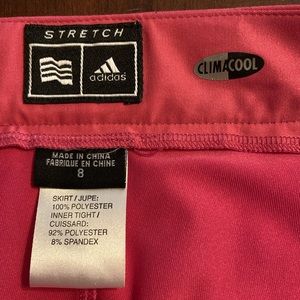 STRETCH
adidas
CLIMACOOL
MADE IN CHINA
FABRIQUE EN CHINE
8
SKIRT / JUPE:
100% POLYESTER
INNER TIGHT /
CUISSARD:
92% POLYESTER
8% SPANDEX